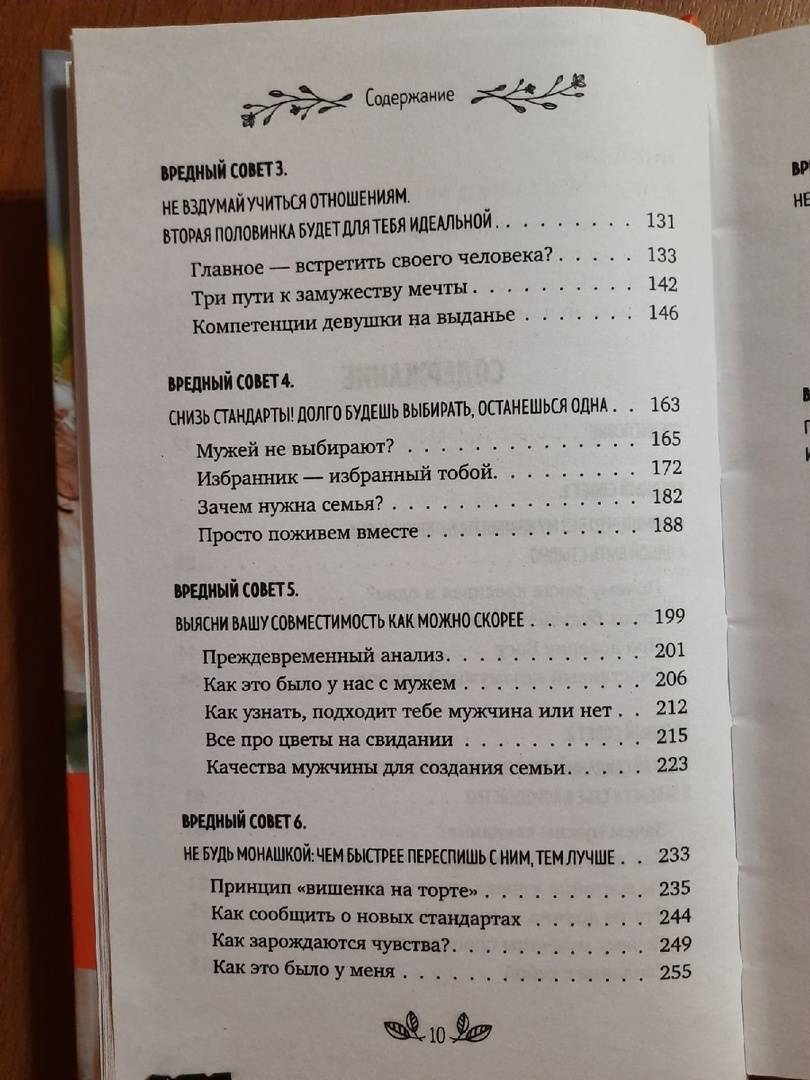 Содержание
ВРЕДНЫЙ СОВЕТ 3.
НЕ ВЗДУМАЙ УЧИТЬСЯ ОТНОШЕНИЯМ.
ВТОРАЯ ПОЛОВИНКА БУДЕТ ДЛЯ ТЕБЯ ИДЕАЛЬНОЙ . . . . . . . . . 131
Главное — встретить своего человека? . . . . . . 133
Три пути к замужеству мечты . . . . . . . . . . . 142
Компетенции девушки на выданье . . . . . . . . 146
ВРЕДНЫЙ СОВЕТ 4.
СНИЗЬ СТАНДАРТЫ! ДОЛГО БУДЕШЬ ВЫБИРАТЬ, ОСТАНЕШЬСЯ ОДНА . . 163
Мужей не выбирают? . . . . . . . . . . . . . . . 165
Избранник — избранный тобой. . . . . . . . . . 172
Зачем нужна семья? . . . . . . . . . . . . . . . 182
Просто поживем вместе . . . . . . . . . . . . . 188
ВРЕДНЫЙ СОВЕТ 5.
ВЫЯСНИ ВАШУ СОВМЕСТИМОСТЬ КАК МОЖНО СКОРЕЕ . . . . . . . 199
Преждевременный анализ. . . . . . . . . . . . . 201
Как это было у нас с мужем . . . . . . . . . . . 206
Как узнать, подходит тебе мужчина или нет . . 212
Все про цветы на свидании . . . . . . . . . . . 215
Качества мужчины для создания семьи. . . . . 223
ВРЕДНЫЙ СОВЕТ 6.
НЕ БУДЬ МОНАШКОЙ: ЧЕМ БЫСТРЕЕ ПЕРЕСПИШЬ С НИМ, ТЕМ ЛУЧШЕ . . 233
Принцип «вишенка на торте» . . . . . . . . . . 235
Как сообщить о новых стандартах . . . . . . . 244
Как зарождаются чувства?. . . . . . . . . . . . 249
Как это было у меня . . . . . . . . . . . . . . 255
10